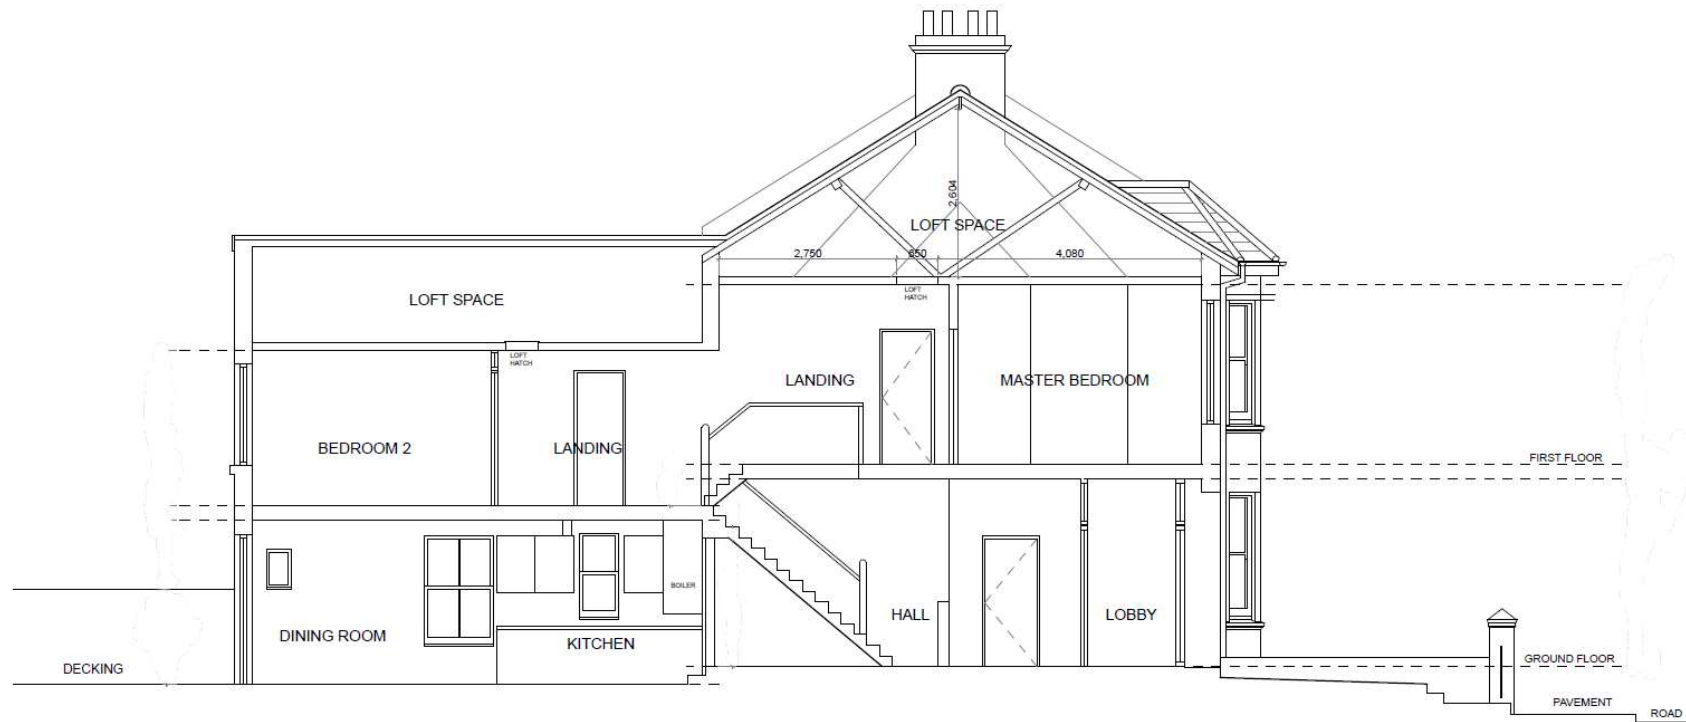 2,604
LOFT SPACE
2,750
850
4,080
LOFT
HATCH
LOFT SPACE
LOFT
HATCH
LANDING
MASTER BEDROOM
BEDROOM 2
LANDING
FIRST FLOOR
BOILER
DINING ROOM
KITCHEN
HALL
LOBBY
DECKING
GROUND FLOOR
PAVEMENT
ROAD